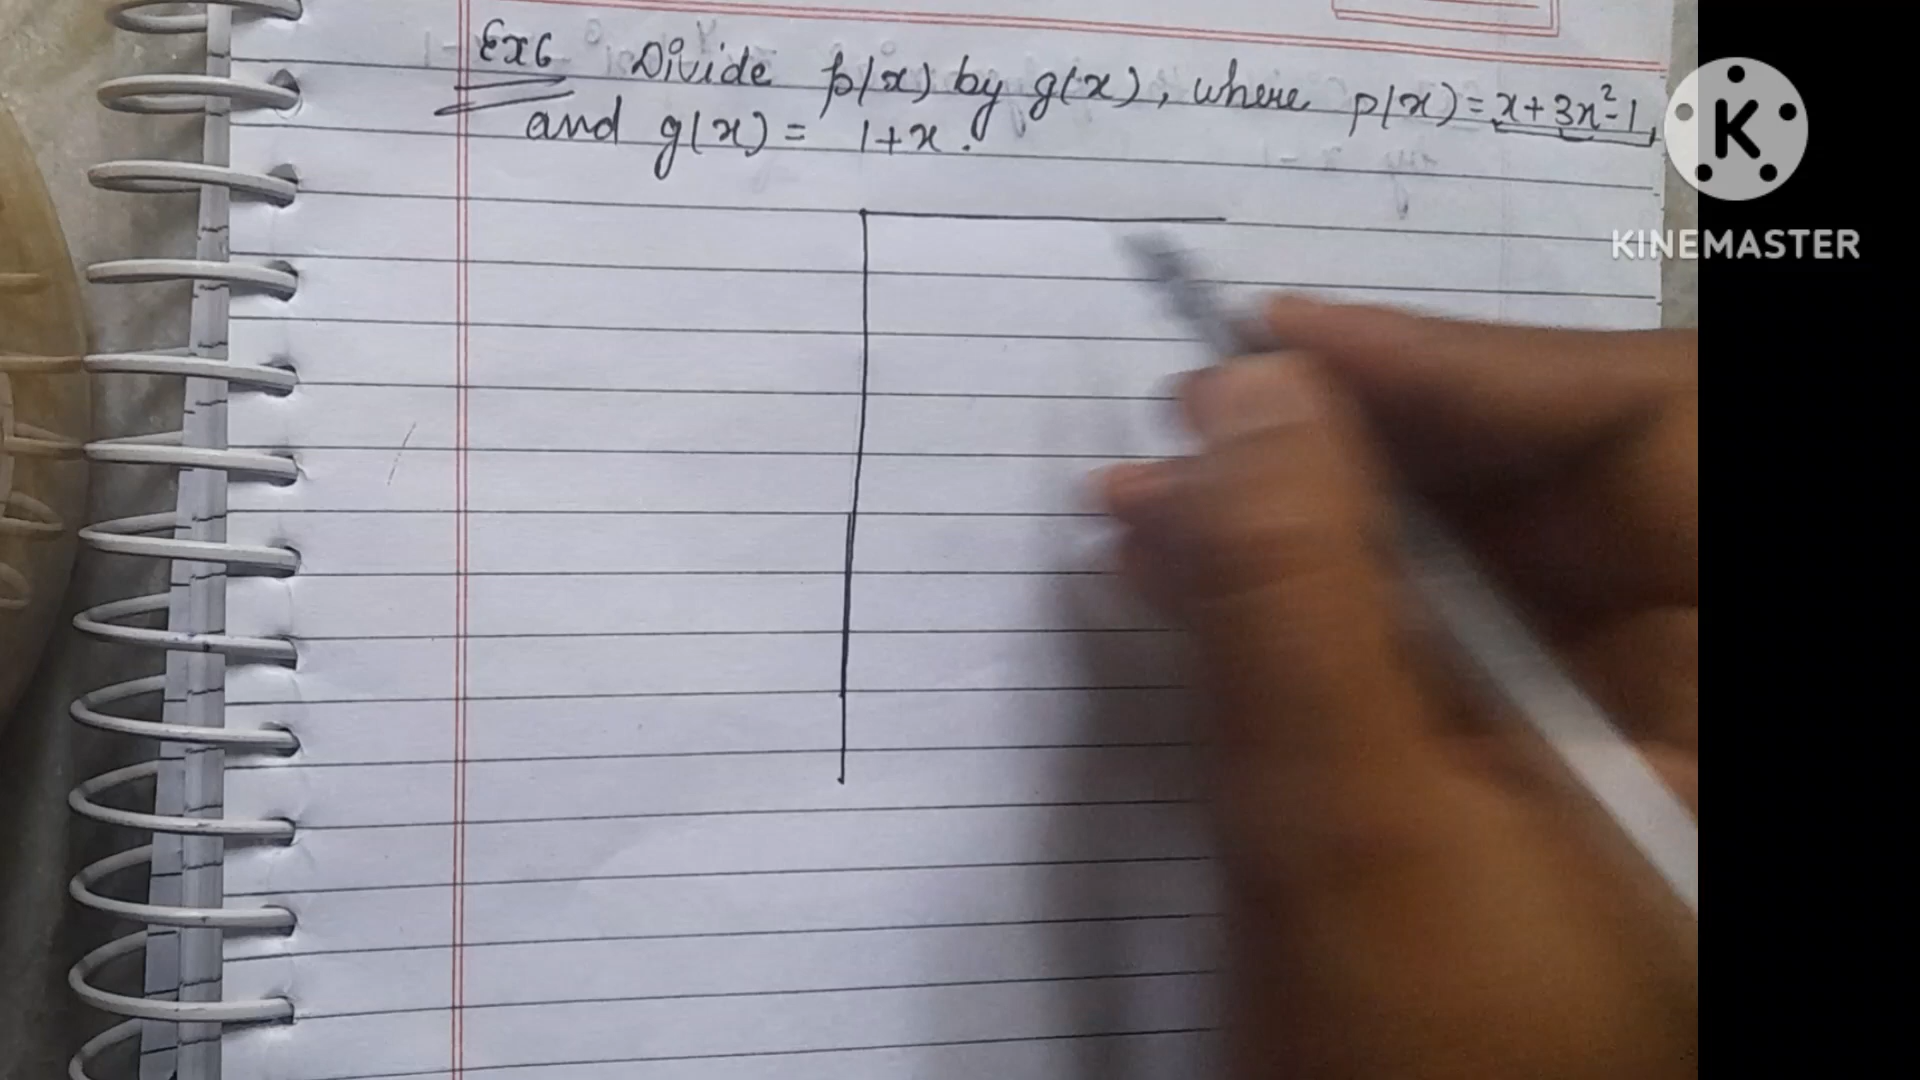 Ex6 Divide p(x) by g(x), where p(x) = x + 3x² - 1,
and g(x) = 1 + x.
K
KINEMASTER